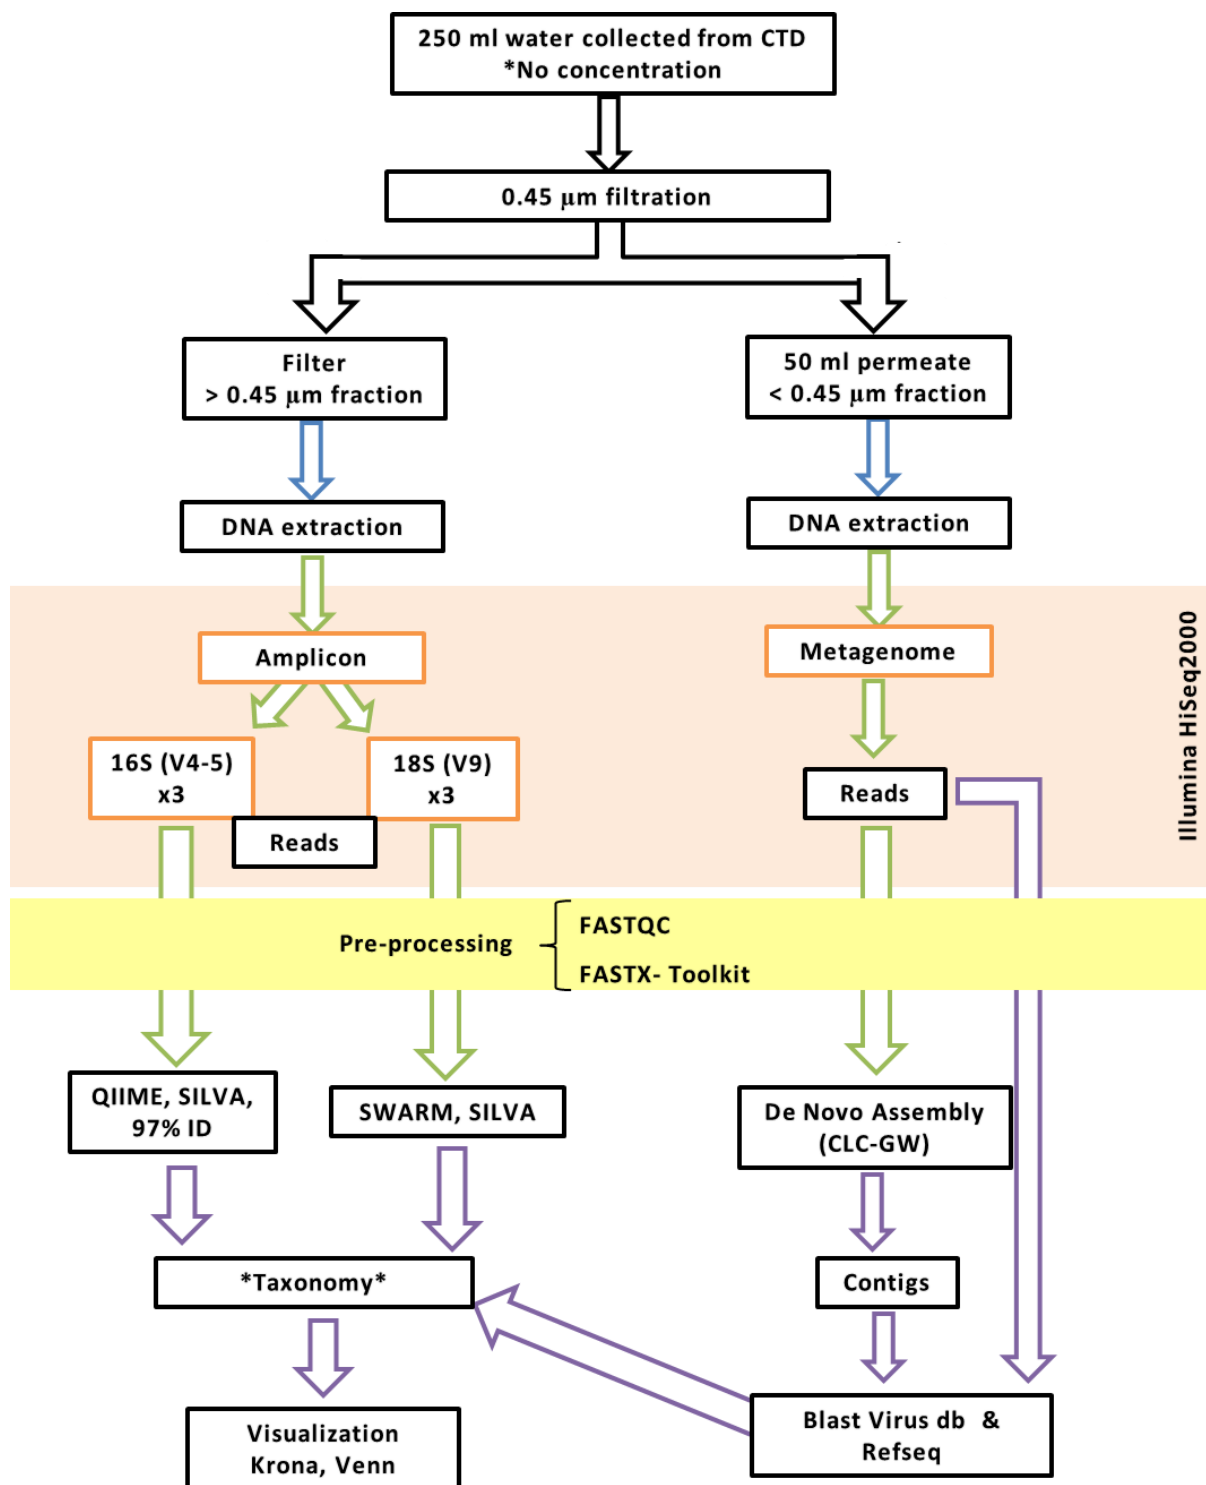 250 ml water collected from CTD
*No concentration
0.45 μm filtration
Filter
> 0.45 μm fraction
50 ml permeate
< 0.45 μm fraction
DNA extraction
DNA extraction
Amplicon
Metagenome
16S (V4-5)
x3
18S (V9)
x3
Reads
Reads
Illumina HiSeq2000
Pre-processing
FASTQC
FASTX- Toolkit
QIIME, SILVA,
97% ID
SWARM, SILVA
De Novo Assembly
(CLC-GW)
*Taxonomy*
Contigs
Visualization
Krona, Venn
Blast Virus db &
Refseq